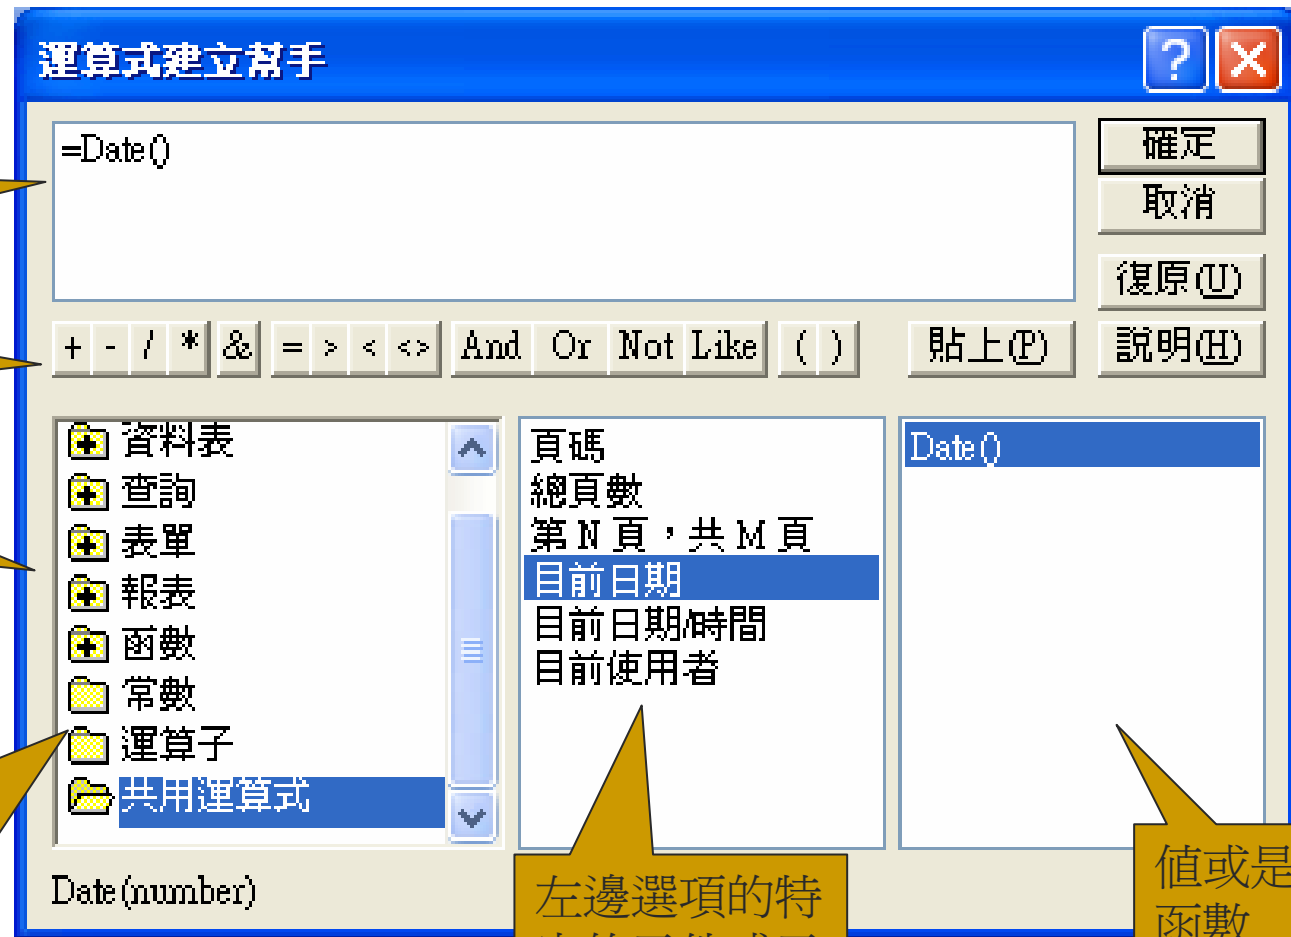 運算式建立幫手
=Date()
確定
取消
復原(U)
+ - / * & = > < <> And Or Not Like ( ) 貼上(P) 説明(H)
資料表
查詢
表單
報表
函數
常數
運算子
共用運算式
頁碼
總頁數
第 N 頁，共 M 頁
目前日期
目前日期/時間
目前使用者
Date()
Date(number)
左邊選項的特
值或是
函數